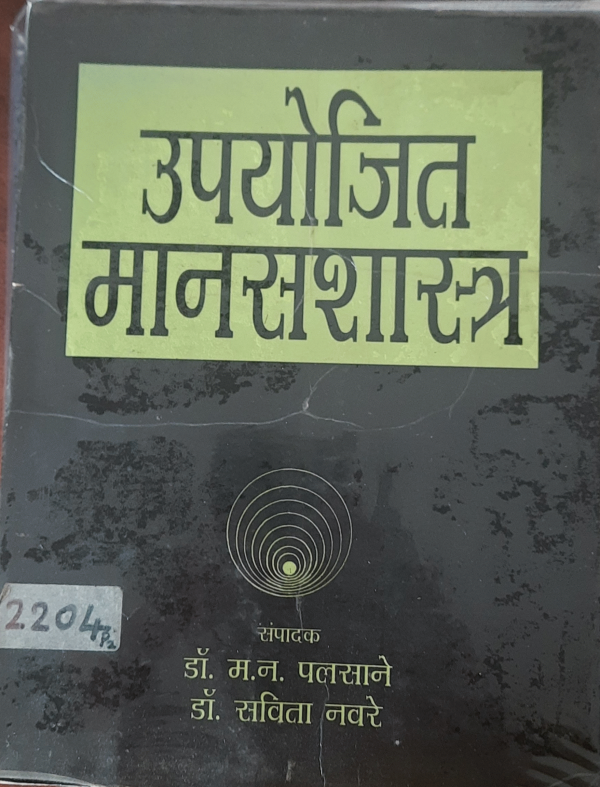 उपयोजित
मानसशास्त्र
2204
संपादक
डॉ. म.न. पलसाने
डॉ. सविता नवरे